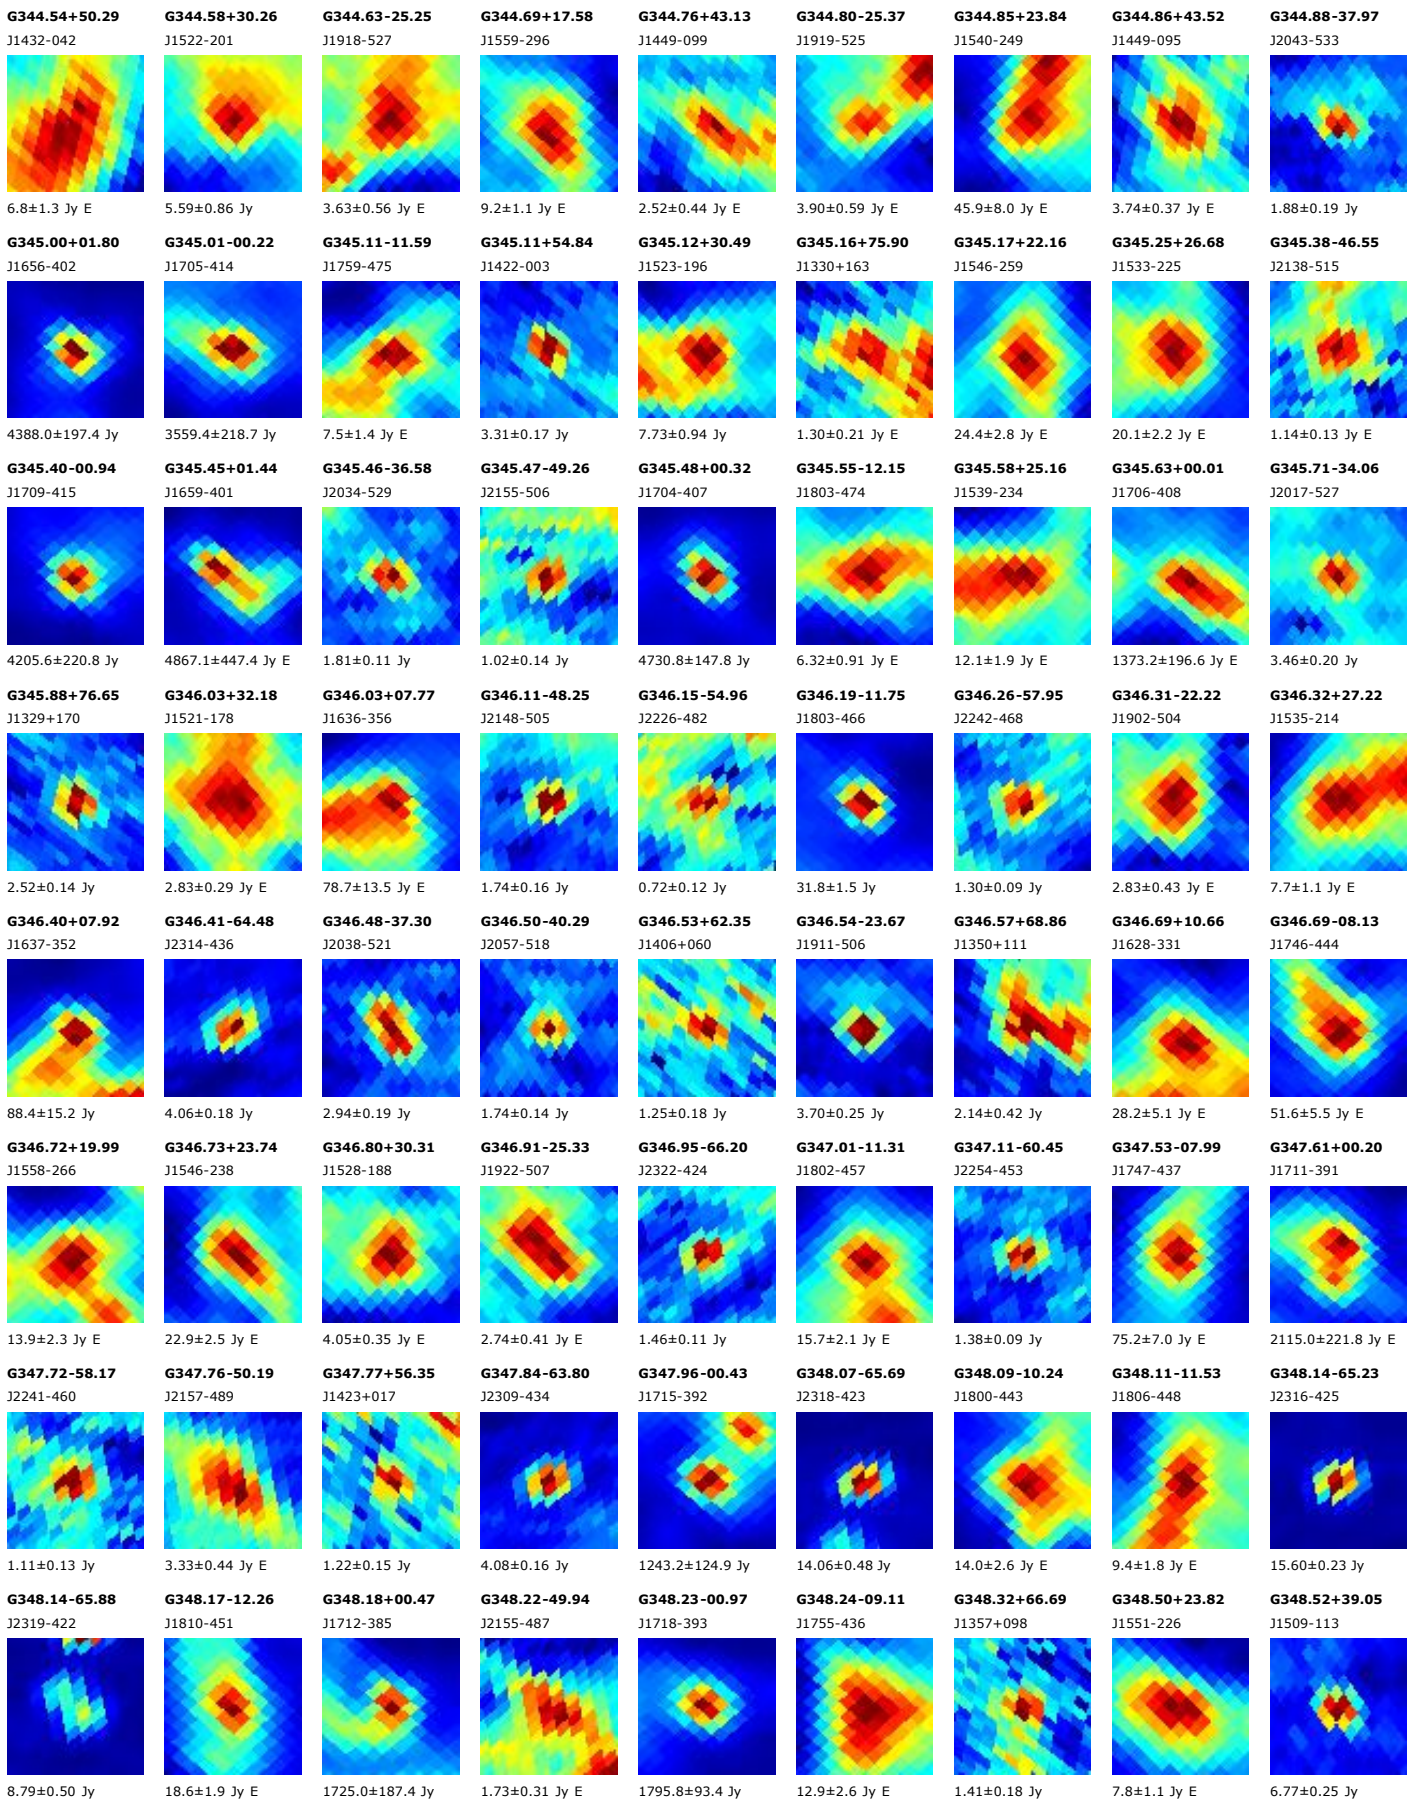 G344.54+50.29 G344.58+30.26 G344.63-25.25 G344.69+17.58 G344.76+43.13 G344.80-25.37 G344.85+23.84 G344.86+43.52 G344.88-37.97
J1432-042 J1522-201 J1918-527 J1559-296 J1449-099 J1919-525 J1540-249 J1449-095 J2043-533
6.8±1.3 Jy E 5.59±0.86 Jy 3.63±0.56 Jy E 9.2±1.1 Jy E 2.52±0.44 Jy E 3.90±0.59 Jy E 45.9±8.0 Jy E 3.74±0.37 Jy E 1.88±0.19 Jy
G345.00+01.80 G345.01-00.22 G345.11-11.59 G345.11+54.84 G345.12+30.49 G345.16+75.90 G345.17+22.16 G345.25+26.68 G345.38-46.55
J1656-402 J1705-414 J1759-475 J1422-003 J1523-196 J1330+163 J1546-259 J1533-225 J2138-515
4388.0±197.4 Jy 3559.4±218.7 Jy 7.5±1.4 Jy E 3.31±0.17 Jy 7.73±0.94 Jy 1.30±0.21 Jy E 24.4±2.8 Jy E 20.1±2.2 Jy E 1.14±0.13 Jy E
G345.40-00.94 G345.45+01.44 G345.46-36.58 G345.47-49.26 G345.48+00.32 G345.55-12.15 G345.58+25.16 G345.63+00.01 G345.71-34.06
J1709-415 J1659-401 J2034-529 J2155-506 J1704-407 J1803-474 J1539-234 J1706-408 J2017-527
4205.6±220.8 Jy 4867.1±447.4 Jy E 1.81±0.11 Jy 1.02±0.14 Jy 4730.8±147.8 Jy 6.32±0.91 Jy E 12.1±1.9 Jy E 1373.2±196.6 Jy E 3.46±0.20 Jy
G345.88+76.65 G346.03+32.18 G346.03+07.77 G346.11-48.25 G346.15-54.96 G346.19-11.75 G346.26-57.95 G346.31-22.22 G346.32+27.22
J1329+170 J1521-178 J1636-356 J2148-505 J2226-482 J1803-466 J2242-468 J1902-504 J1535-214
2.52±0.14 Jy 2.83±0.29 Jy E 78.7±13.5 Jy E 1.74±0.16 Jy 0.72±0.12 Jy 31.8±1.5 Jy 1.30±0.09 Jy 2.83±0.43 Jy E 7.7±1.1 Jy E
G346.40+07.92 G346.41-64.48 G346.48-37.30 G346.50-40.29 G346.53+62.35 G346.54-23.67 G346.57+68.86 G346.69+10.66 G346.69-08.13
J1637-352 J2314-436 J2038-521 J2057-518 J1406+060 J1911-506 J1350+111 J1628-331 J1746-444
88.4±15.2 Jy 4.06±0.18 Jy 2.94±0.19 Jy 1.74±0.14 Jy 1.25±0.18 Jy 3.70±0.25 Jy 2.14±0.42 Jy 28.2±5.1 Jy E 51.6±5.5 Jy E
G346.72+19.99 G346.73+23.74 G346.80+30.31 G346.91-25.33 G346.95-66.20 G347.01-11.31 G347.11-60.45 G347.53-07.99 G347.61+00.20
J1558-266 J1546-238 J1528-188 J1922-507 J2322-424 J1802-457 J2254-453 J1747-437 J1711-391
13.9±2.3 Jy E 22.9±2.5 Jy E 4.05±0.35 Jy E 2.74±0.41 Jy E 1.46±0.11 Jy 15.7±2.1 Jy E 1.38±0.09 Jy 75.2±7.0 Jy E 2115.0±221.8 Jy E
G347.72-58.17 G347.76-50.19 G347.77+56.35 G347.84-63.80 G347.96-00.43 G348.07-65.69 G348.09-10.24 G348.11-11.53 G348.14-65.23
J2241-460 J2157-489 J1423+017 J2309-434 J1715-392 J2318-423 J1800-443 J1806-448 J2316-425
1.11±0.13 Jy 3.33±0.44 Jy E 1.22±0.15 Jy 4.08±0.16 Jy 1243.2±124.9 Jy 14.06±0.48 Jy 14.0±2.6 Jy E 9.4±1.8 Jy E 15.60±0.23 Jy
G348.14-65.88 G348.17-12.26 G348.18+00.47 G348.22-49.94 G348.23-00.97 G348.24-09.11 G348.32+66.69 G348.50+23.82 G348.52+39.05
J2319-422 J1810-451 J1712-385 J2155-487 J1718-393 J1755-436 J1357+098 J1551-226 J1509-113
8.79±0.50 Jy 18.6±1.9 Jy E 1725.0±187.4 Jy 1.73±0.31 Jy E 1795.8±93.4 Jy 12.9±2.6 Jy E 1.41±0.18 Jy 7.8±1.1 Jy E 6.77±0.25 Jy